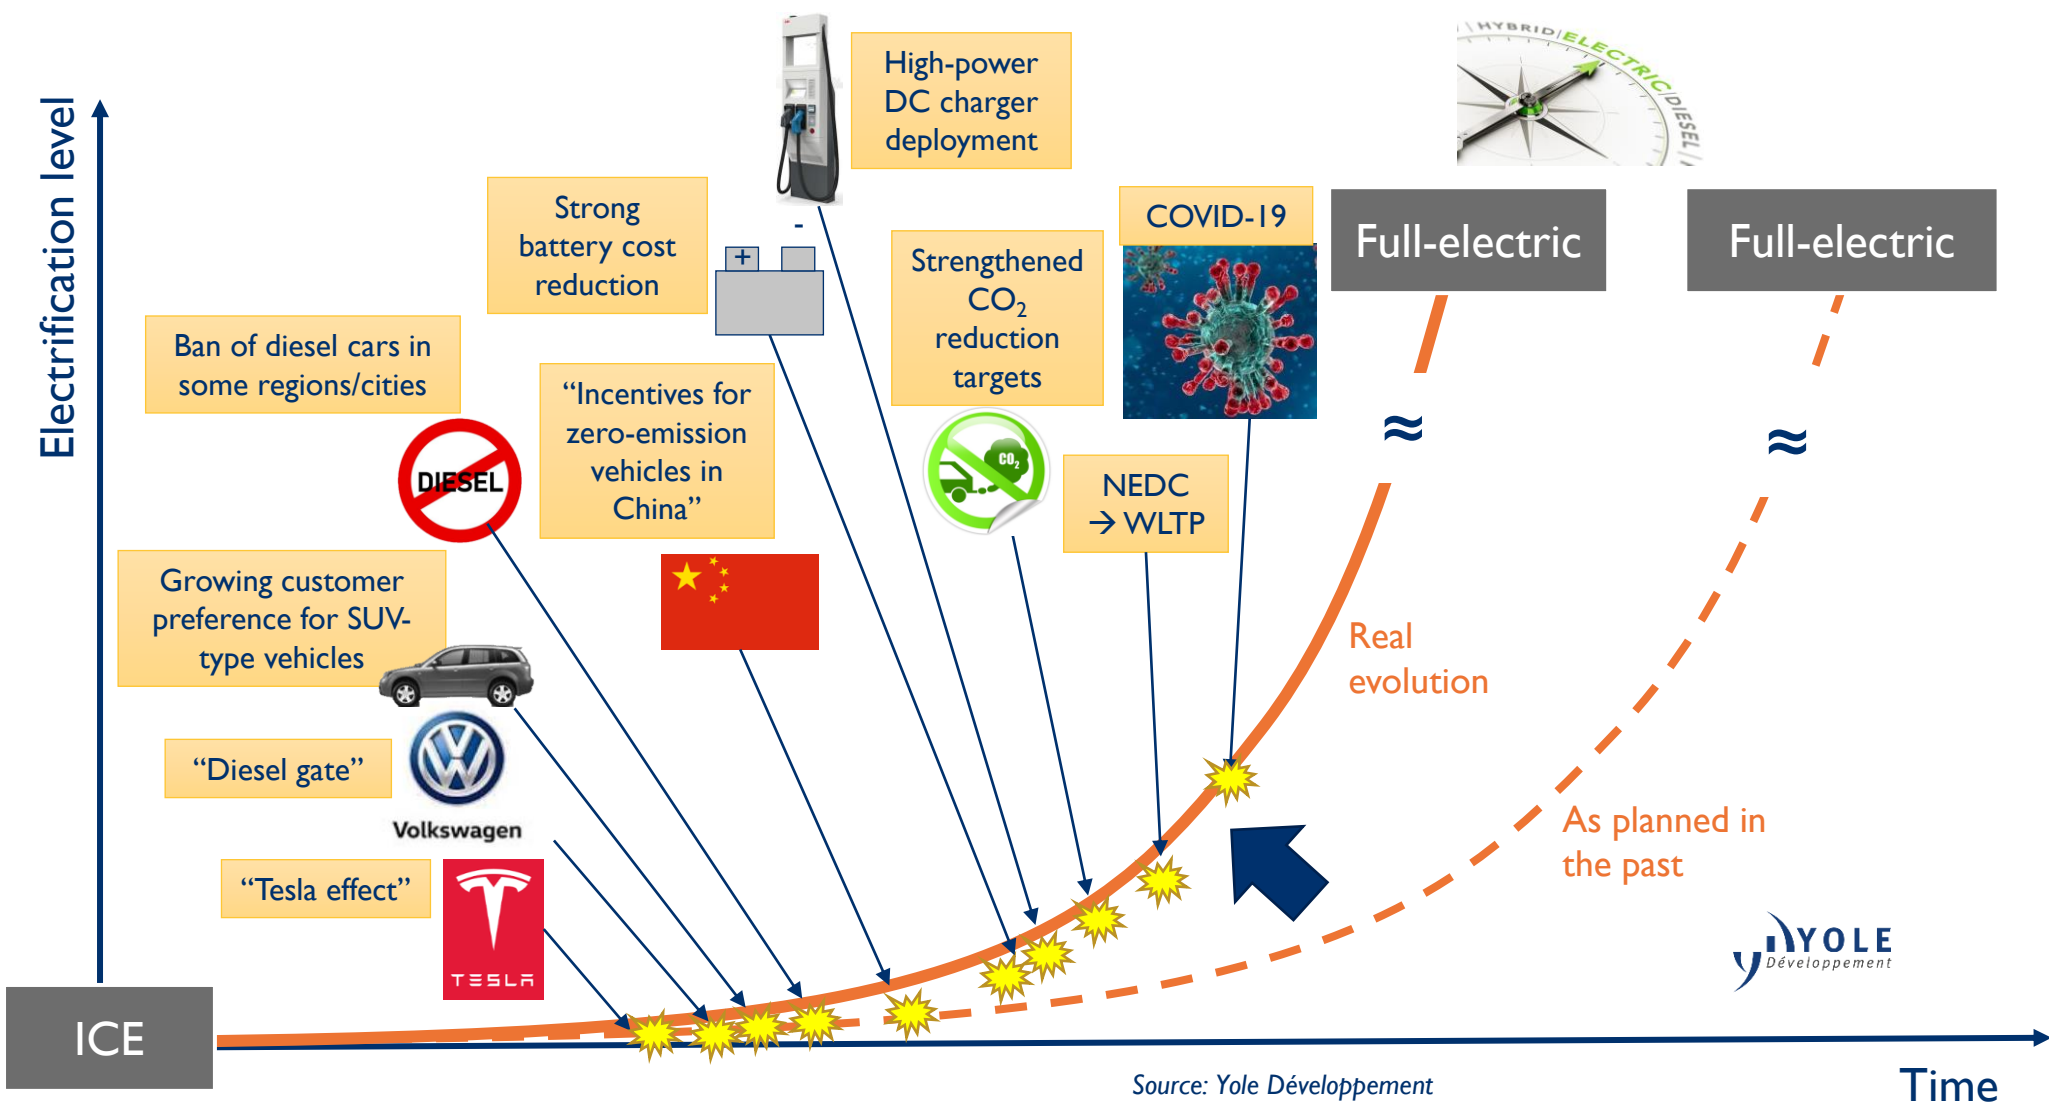 HYBRID|ELECTRIC|DIESEL
High-power
DC charger
deployment
Electrification level
Strong
battery cost
reduction
-
+
COVID-19
Full-electric
Full-electric
Strengthened
CO₂
reduction
targets
Ban of diesel cars in
some regions/cities
“Incentives for
zero-emission
vehicles in
China”
≈
≈
DIESEL
CO₂
NEDC
→ WLTP
Growing customer
preference for SUV-
type vehicles
Real
evolution
“Diesel gate”
Volkswagen
As planned in
the past
“Tesla effect”
TESLA
YOLE
Développement
ICE
Source: Yole Développement
Time